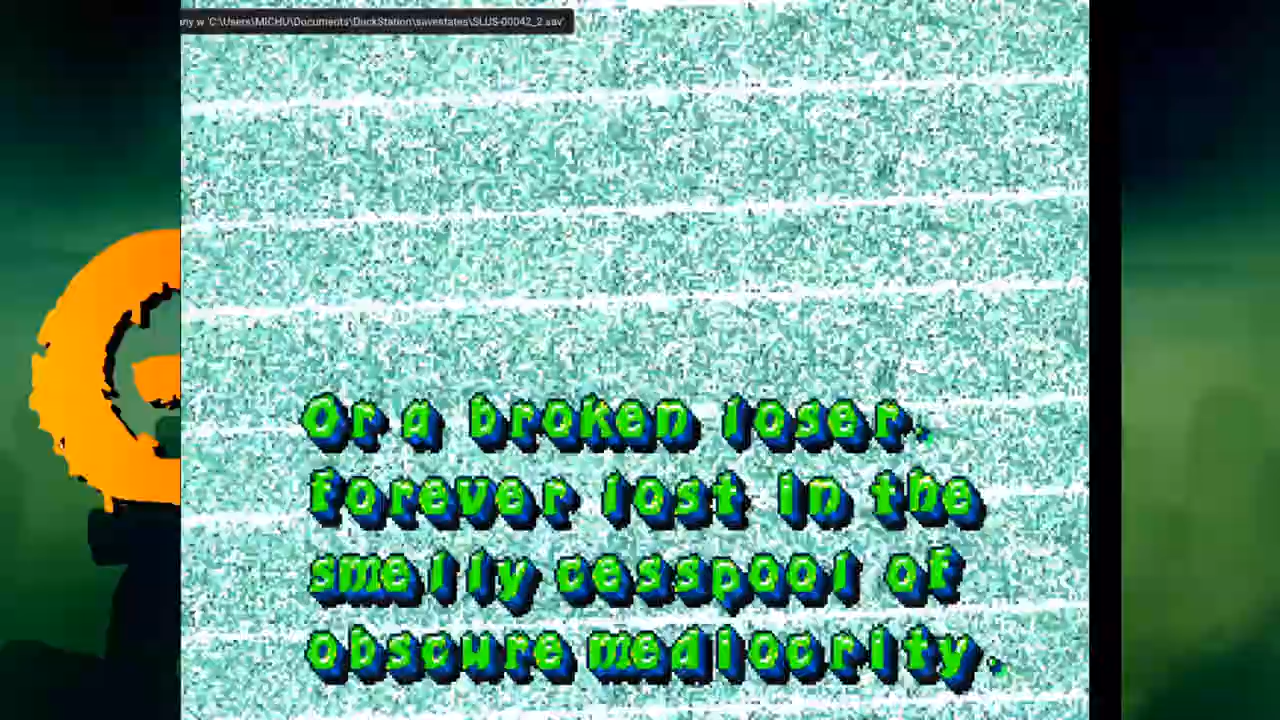 ny w 'C:\Users\MICHU\Documents\DuckStation\savestates\SLUS-00042_2.sav'
Or a broken loser,
forever lost in the
smelly cesspool of
obscure mediocrity.